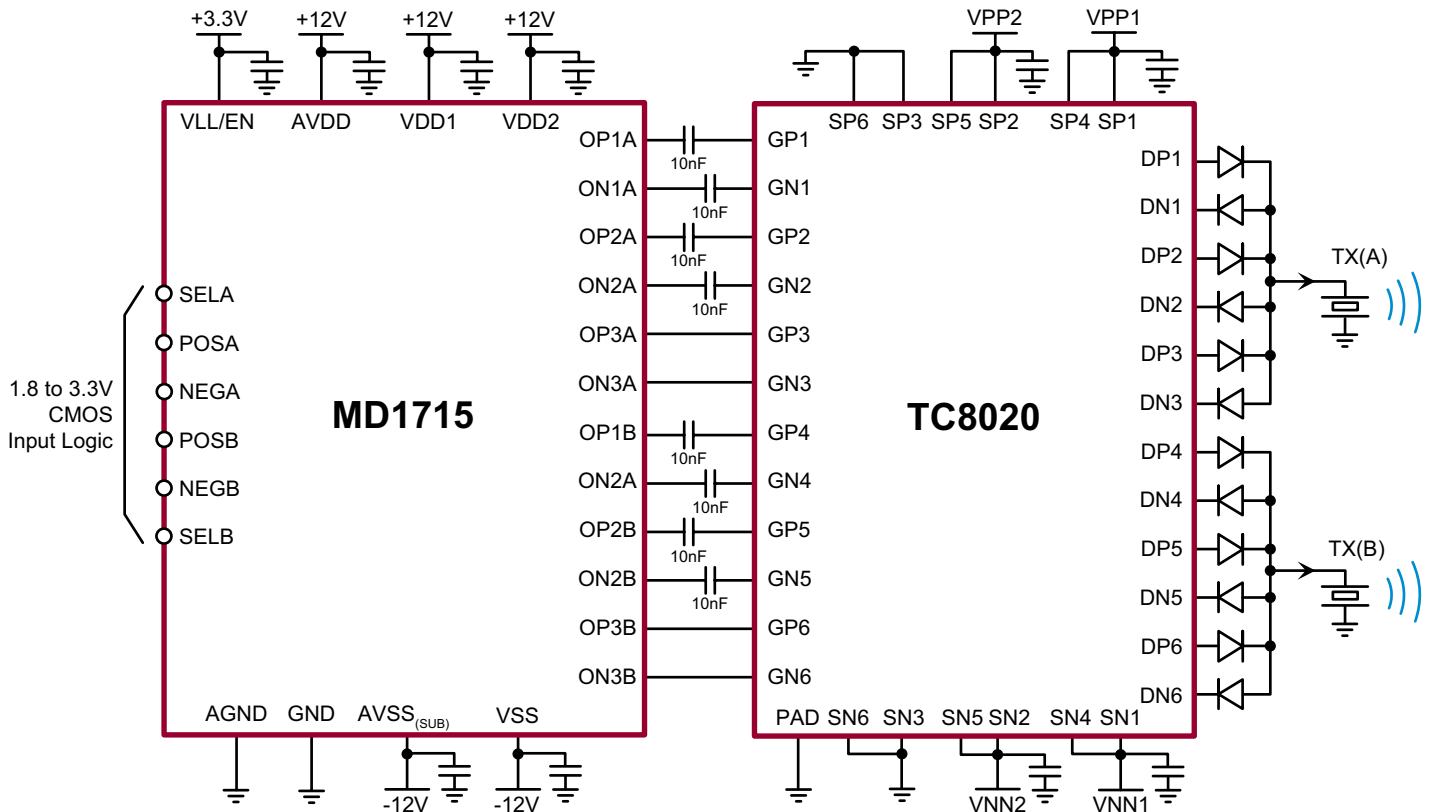 +3.3V +12V +12V +12V VPP2 VPP1
VLL/EN AVDD VDD1 VDD2
SP6 SP3 SP5 SP2 SP4 SP1
OP1A 10nF GP1
DP1
ON1A 10nF GN1
DN1
OP2A 10nF GP2
DP2
ON2A 10nF GN2
DN2
OP3A GP3
DP3
ON3A GN3
DN3
OP1B 10nF GP4
DP4
ON2A 10nF GN4
DN4
OP2B 10nF GP5
DP5
ON2B 10nF GN5
DN5
OP3B GP6
DP6
ON3B GN6
DN6
SELA
POSA
NEGA
POSB
NEGB
SELB
1.8 to 3.3V
CMOS
Input Logic
MD1715
TC8020
TX(A)
TX(B)
AGND GND AVSS(SUB) VSS
PAD SN6 SN3 SN5 SN2 SN4 SN1
-12V -12V VNN2 VNN1